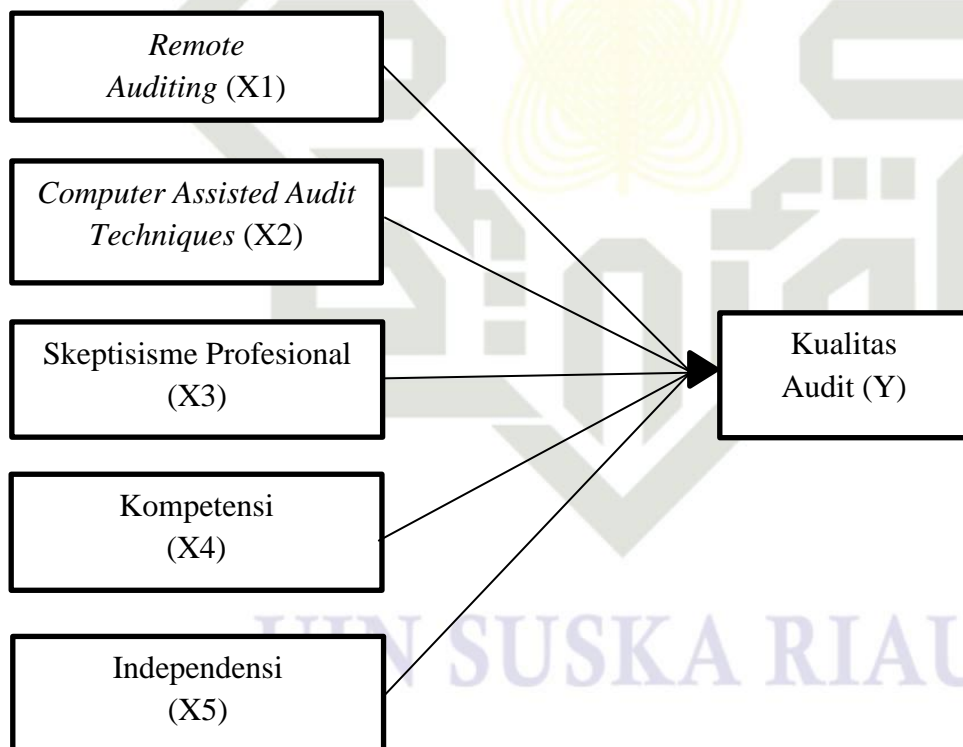 Remote
Auditing (X1)
Computer Assisted Audit
Techniques (X2)
Skeptisisme Profesional
(X3)
Kualitas
Audit (Y)
Kompetensi
(X4)
Independensi
(X5)
UIN SUSKA RIAU